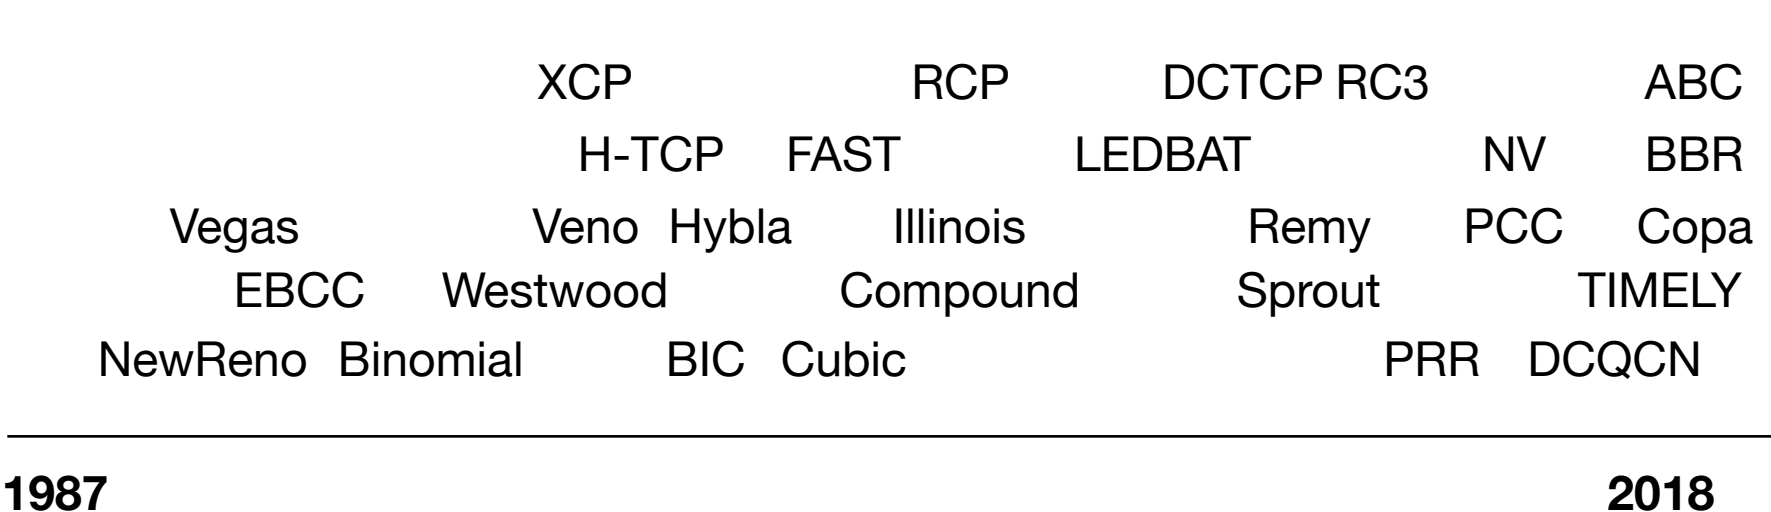 XCP RCP DCTCP RC3 ABC
H-TCP FAST LEDBAT NV BBR
Vegas Veno Hybla Illinois Remy PCC Copa
EBCC Westwood Compound Sprout TIMELY
NewReno Binomial BIC Cubic PRR DCQCN
1987 2018